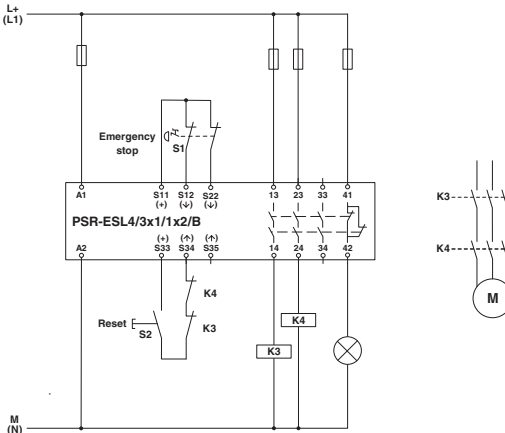 L+
(L1)
Emergency
stop
S1
A1 S11 S12 S22 13 23 33 41
(+) (↓) (↓)
PSR-ESL4/3x1/1x2/B
(+) (↑) (↑)
A2 S33 S34 S35 14 24 34 42
K4
K3
Reset
S2
K4
K3
M
(N)
K3
K4
M